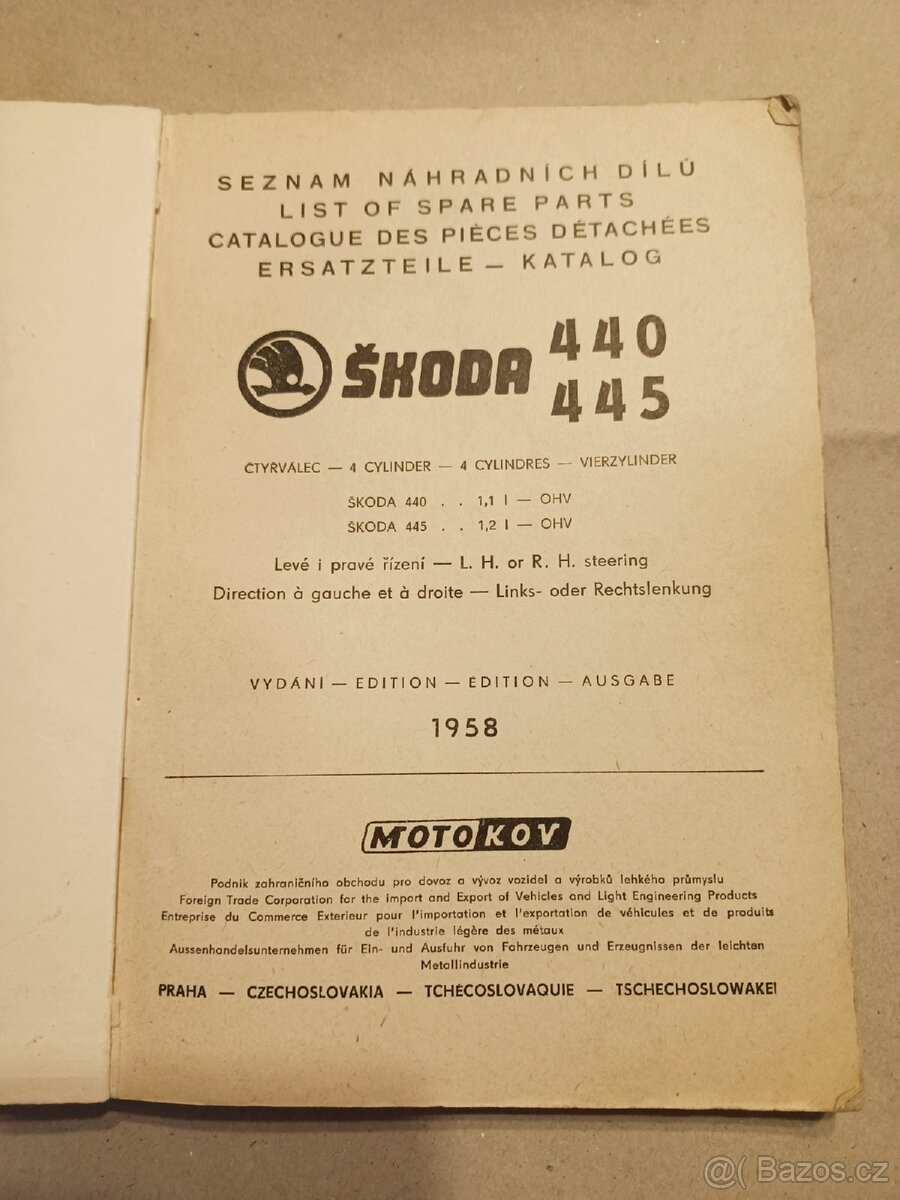 SEZNAM NÁHRADNÍCH DÍLŮ
LIST OF SPARE PARTS
CATALOGUE DES PIÈCES DÉTACHÉES
ERSATZTEILE — KATALOG
ŠKODA 440
445
ČTYŘVÁLEC — 4 CYLINDER — 4 CYLINDRES — VIERZYLINDER
ŠKODA 440 . . 1,1 l — OHV
ŠKODA 445 . . 1,2 l — OHV
Levé i pravé řízení — L. H. or R. H. steering
Direction à gauche et à droite — Links- oder Rechtslenkung
VYDÁNÍ — EDITION — EDITION — AUSGABE
1958
MOTOKOV
Podnik zahraničního obchodu pro dovoz a vývoz vozidel a výrobků lehkého průmyslu
Foreign Trade Corporation for the import and Export of Vehicles and Light Engineering Products
Entreprise du Commerce Exterieur pour l'importation et l'exportation de véhicules et de produits
de l'industrie légère des métaux
Aussenhandelsunternehmen für Ein- und Ausfuhr von Fahrzeugen und Erzeugnissen der leichten
Metallindustrie
PRAHA — CZECHOSLOVAKIA — TCHÉCOSLOVAQUIE — TSCHECHOSLOWAKEI
@( Bazos.cz